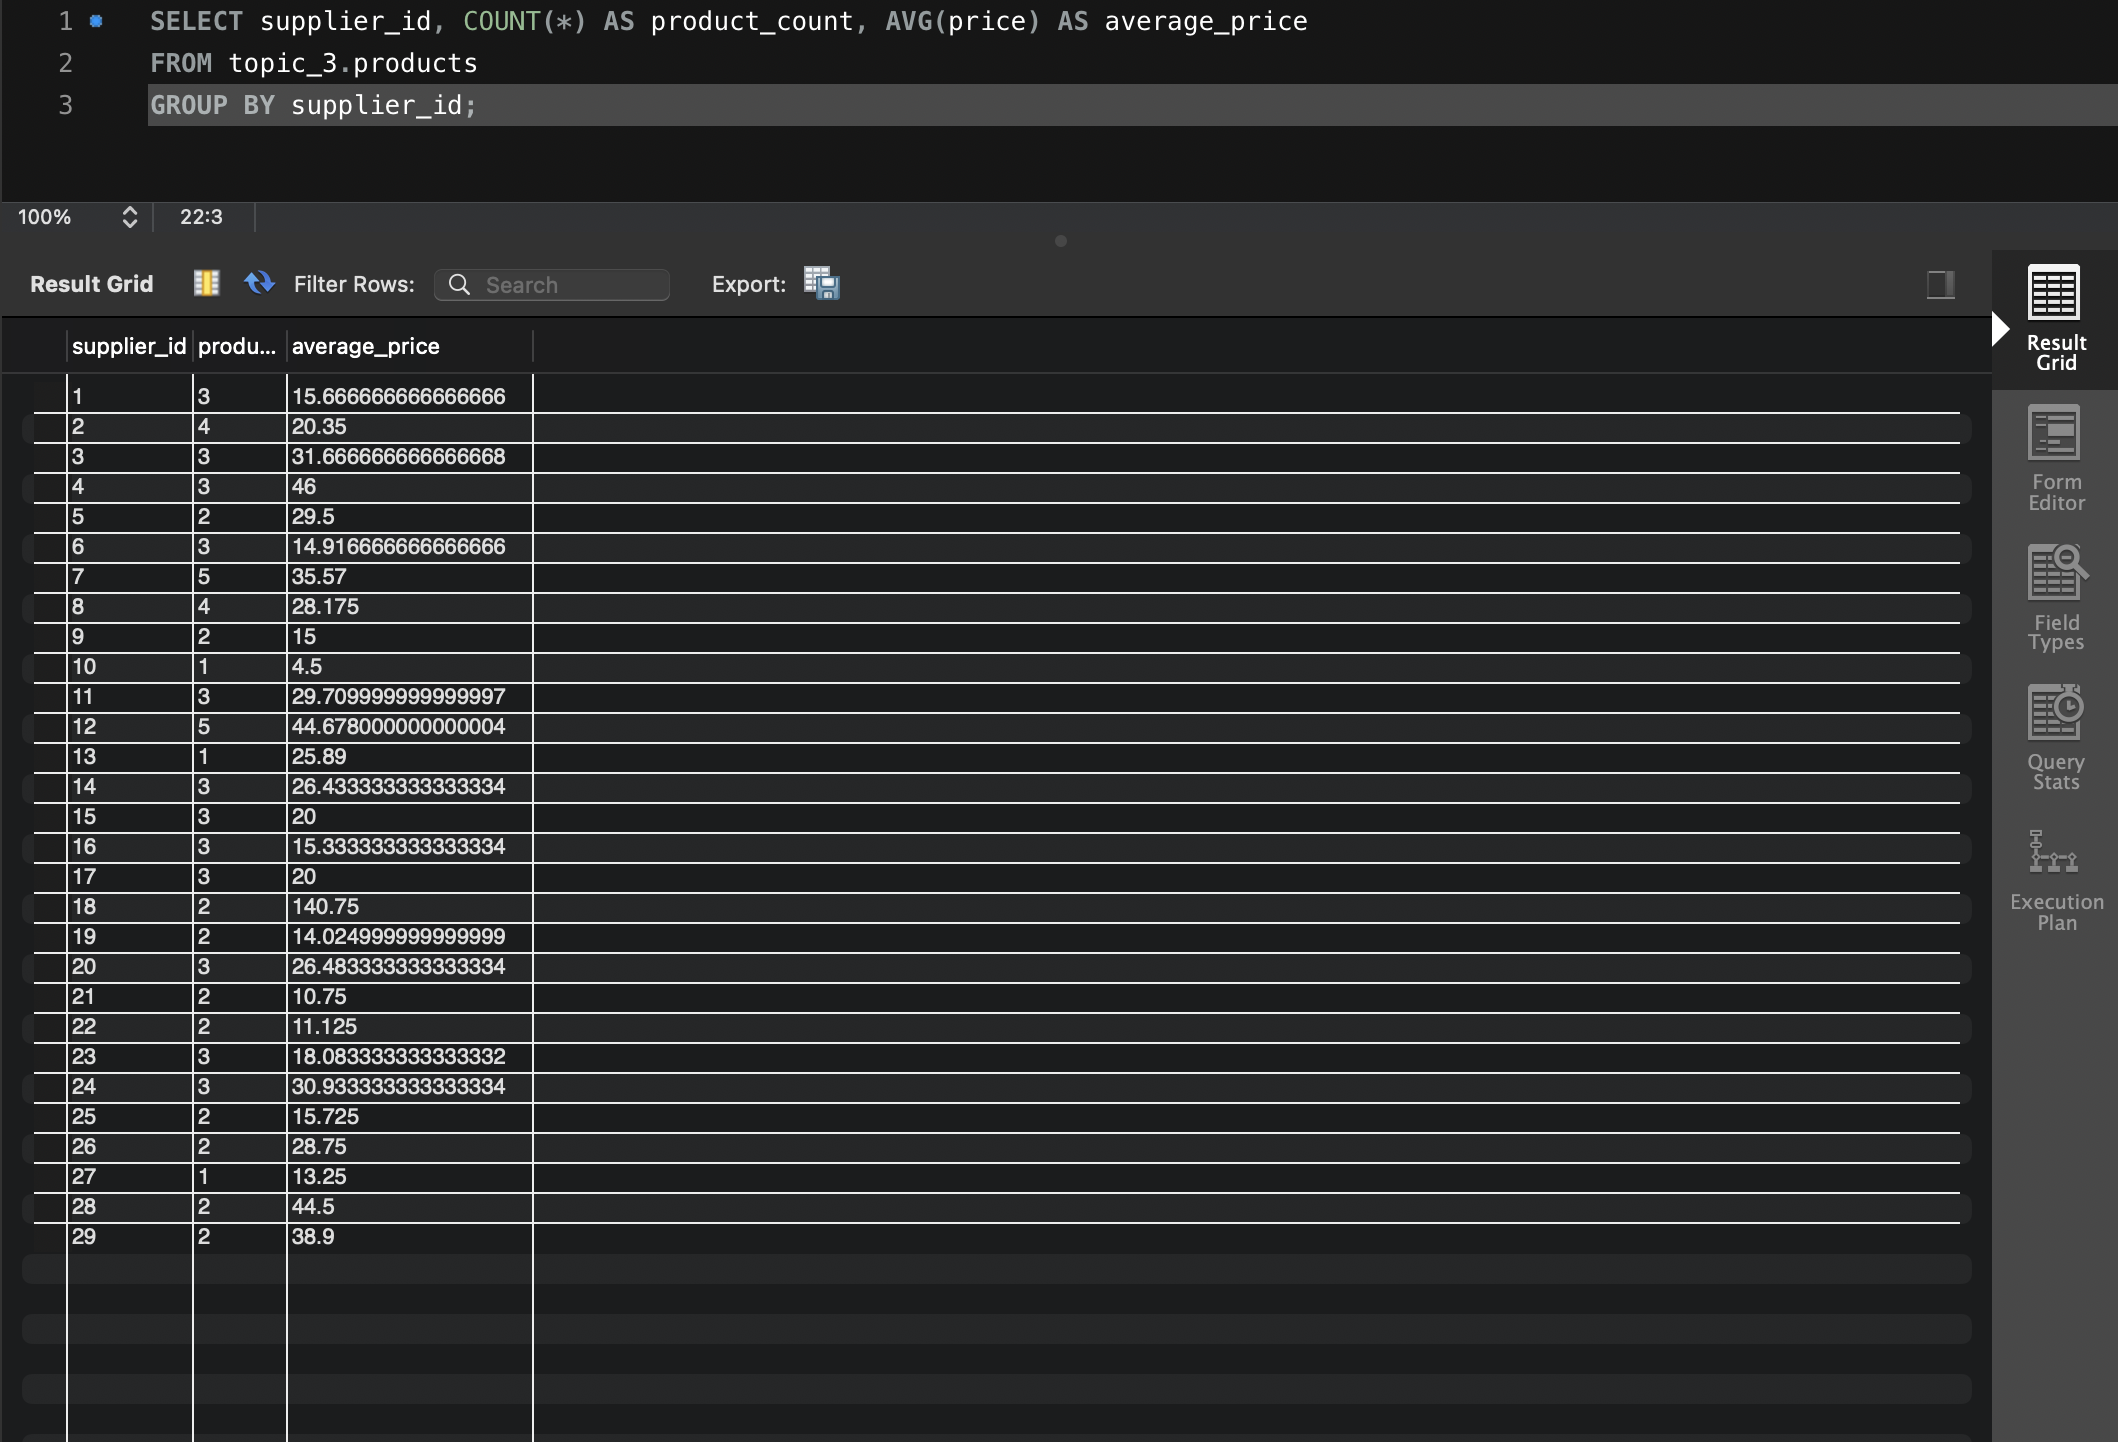 1 SELECT supplier_id, COUNT(*) AS product_count, AVG(price) AS average_price
2 FROM topic_3.products
3 GROUP BY supplier_id;
100% 22:3
Result Grid Filter Rows: Search Export:
supplier_id produ... average_price
1 3 15.666666666666666
2 4 20.35
3 3 31.666666666666668
4 3 46
5 2 29.5
6 3 14.916666666666666
7 5 35.57
8 4 28.175
9 2 15
10 1 4.5
11 3 29.709999999999997
12 5 44.678000000000004
13 1 25.89
14 3 26.433333333333334
15 3 20
16 3 15.333333333333334
17 3 20
18 2 140.75
19 2 14.024999999999999
20 3 26.483333333333334
21 2 10.75
22 2 11.125
23 3 18.083333333333332
24 3 30.933333333333334
25 2 15.725
26 2 28.75
27 1 13.25
28 2 44.5
29 2 38.9
Result
Grid
Form
Editor
Field
Types
Query
Stats
Execution
Plan